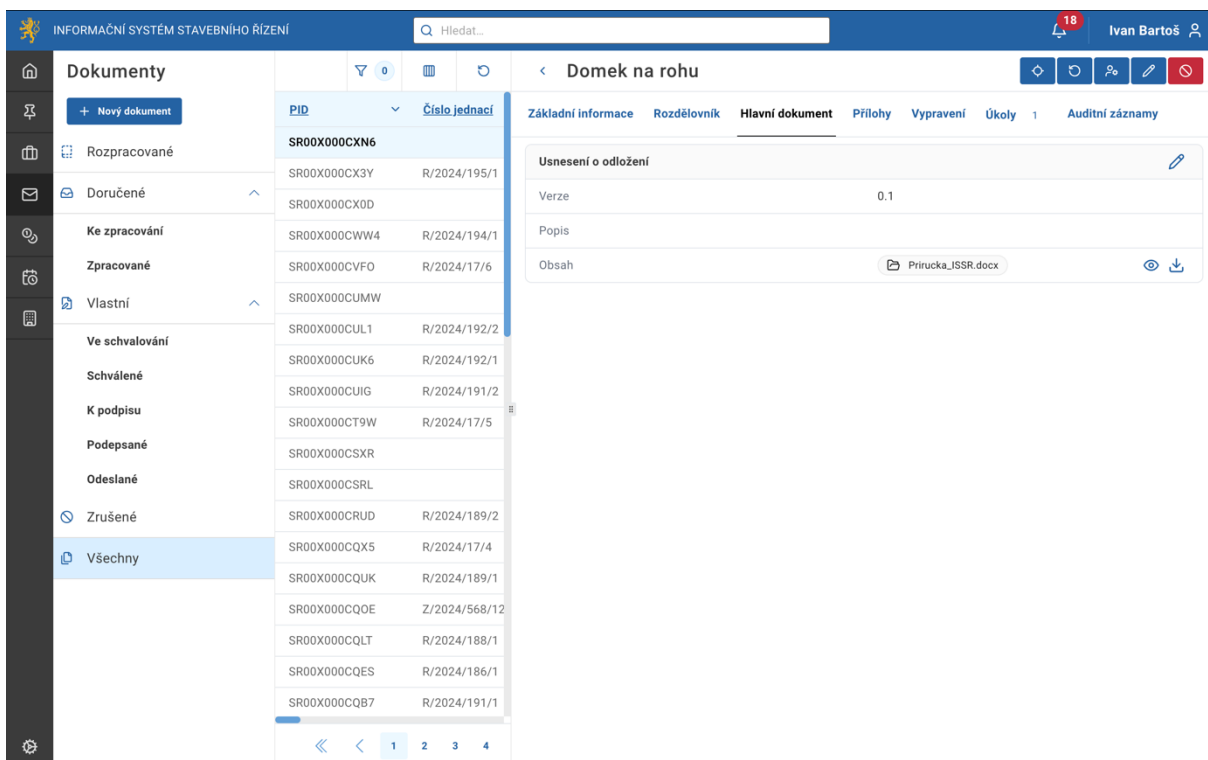 INFORMAČNÍ SYSTÉM STAVEBNÍHO ŘÍZENÍ
Hledat...
18
Ivan Bartoš
Dokumenty
+ Nový dokument
Rozpracované
Doručené
Ke zpracování
Zpracované
Vlastní
Ve schvalování
Schválené
K podpisu
Podepsané
Odeslané
Zrušené
Všechny
0
PID Číslo jednací
SR00X000CXN6
SR00X000CX3Y R/2024/195/1
SR00X000CX0D
SR00X000CWW4 R/2024/194/1
SR00X000CVFO R/2024/17/6
SR00X000CUMW
SR00X000CUL1 R/2024/192/2
SR00X000CUK6 R/2024/192/1
SR00X000CUIG R/2024/191/2
SR00X000CT9W R/2024/17/5
SR00X000CSXR
SR00X000CSRL
SR00X000CRUD R/2024/189/2
SR00X000CQX5 R/2024/17/4
SR00X000CQUK R/2024/189/1
SR00X000CQOE Z/2024/568/12
SR00X000CQLT R/2024/188/1
SR00X000CQES R/2024/186/1
SR00X000CQB7 R/2024/191/1
1 2 3 4
Domek na rohu
Základní informace Rozdělovník Hlavní dokument Přílohy Vypravení Úkoly 1 Auditní záznamy
Usnesení o odložení
Verze 0.1
Popis
Obsah Prirucka_ISSR.docx